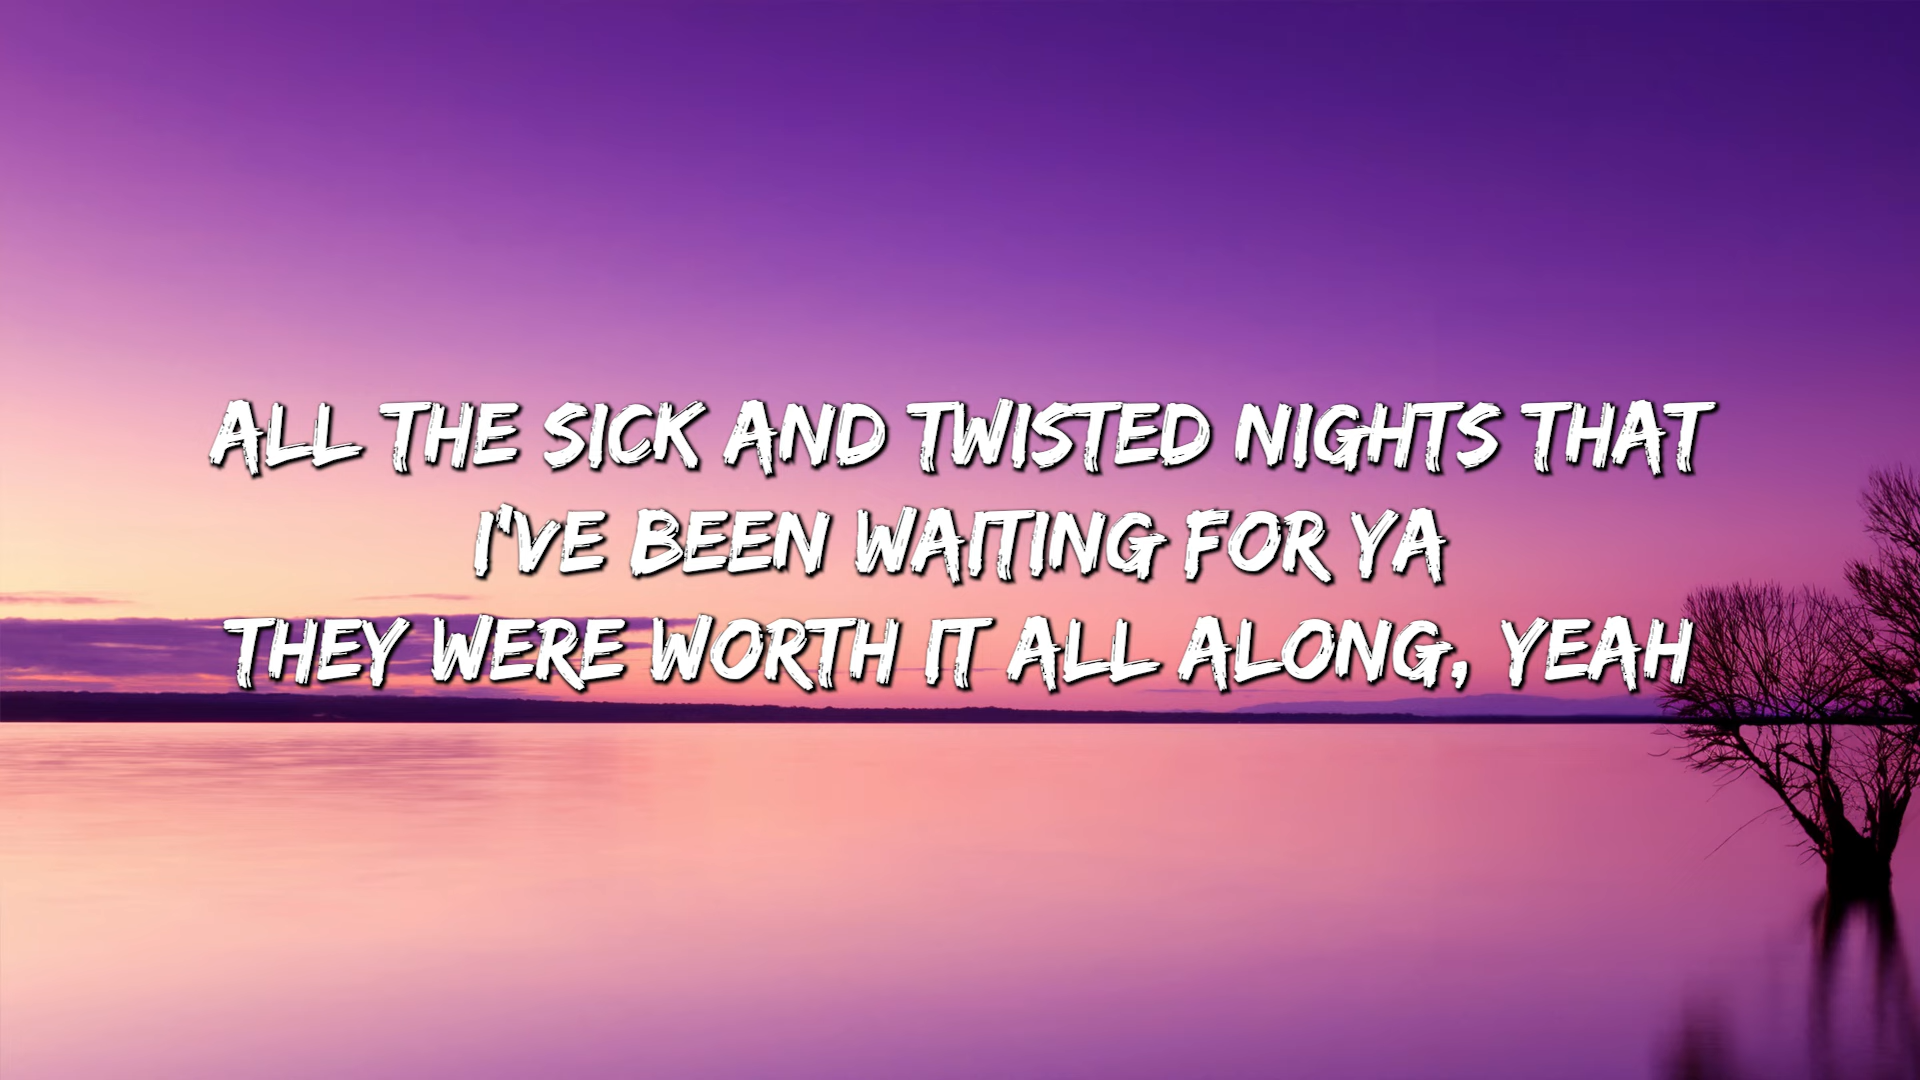 ALL THE SICK AND TWISTED NIGHTS THAT
I'VE BEEN WAITING FOR YA
THEY WERE WORTH IT ALL ALONG, YEAH